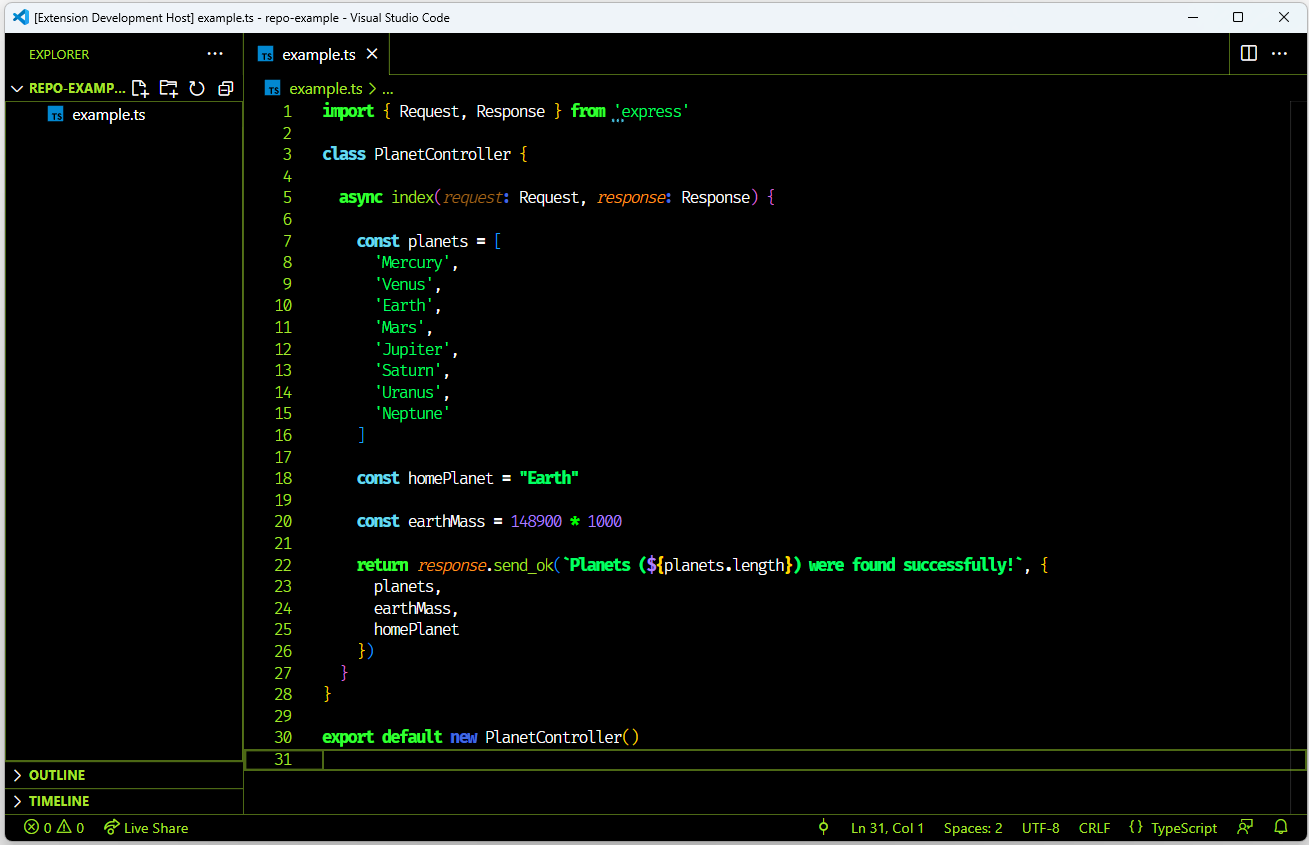 [Extension Development Host] example.ts - repo-example - Visual Studio Code
EXPLORER ···
TS example.ts
REPO-EXAMP...
TS example.ts
TS example.ts > ...
1 import { Request, Response } from 'express'
2
3 class PlanetController {
4
5 async index(request: Request, response: Response) {
6
7 const planets = [
8 'Mercury',
9 'Venus',
10 'Earth',
11 'Mars',
12 'Jupiter',
13 'Saturn',
14 'Uranus',
15 'Neptune'
16 ]
17
18 const homePlanet = "Earth"
19
20 const earthMass = 148900 * 1000
21
22 return response.send_ok(`Planets (${planets.length}) were found successfully!`, {
23 planets,
24 earthMass,
25 homePlanet
26 })
27 }
28 }
29
30 export default new PlanetController()
31
OUTLINE
TIMELINE
0 0 Live Share Ln 31, Col 1 Spaces: 2 UTF-8 CRLF {} TypeScript